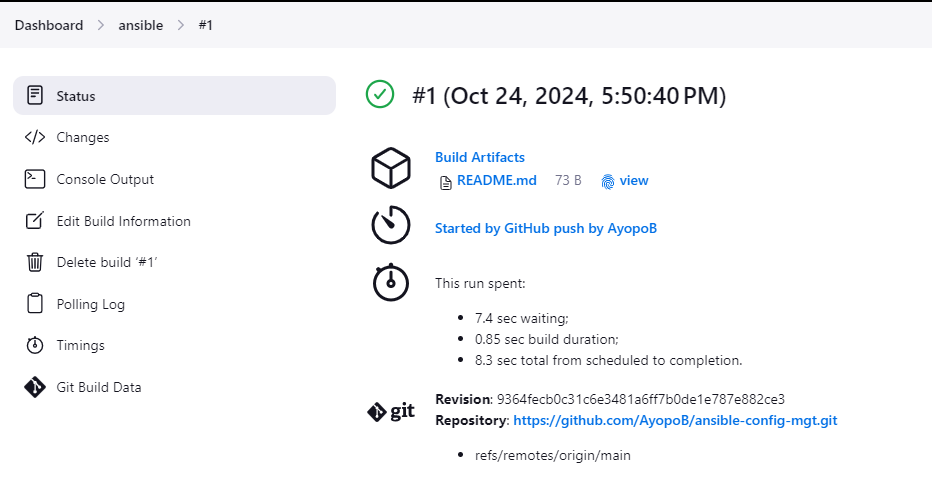 Dashboard > ansible > #1
Status
Changes
Console Output
Edit Build Information
Delete build ‘#1’
Polling Log
Timings
Git Build Data
#1 (Oct 24, 2024, 5:50:40 PM)
Build Artifacts
README.md 73 B view
Started by GitHub push by AyopoB
This run spent:
• 7.4 sec waiting;
• 0.85 sec build duration;
• 8.3 sec total from scheduled to completion.
git
Revision: 9364fecb0c31c6e3481a6ff7b0de1e787e882ce3
Repository: https://github.com/AyopoB/ansible-config-mgt.git
• refs/remotes/origin/main